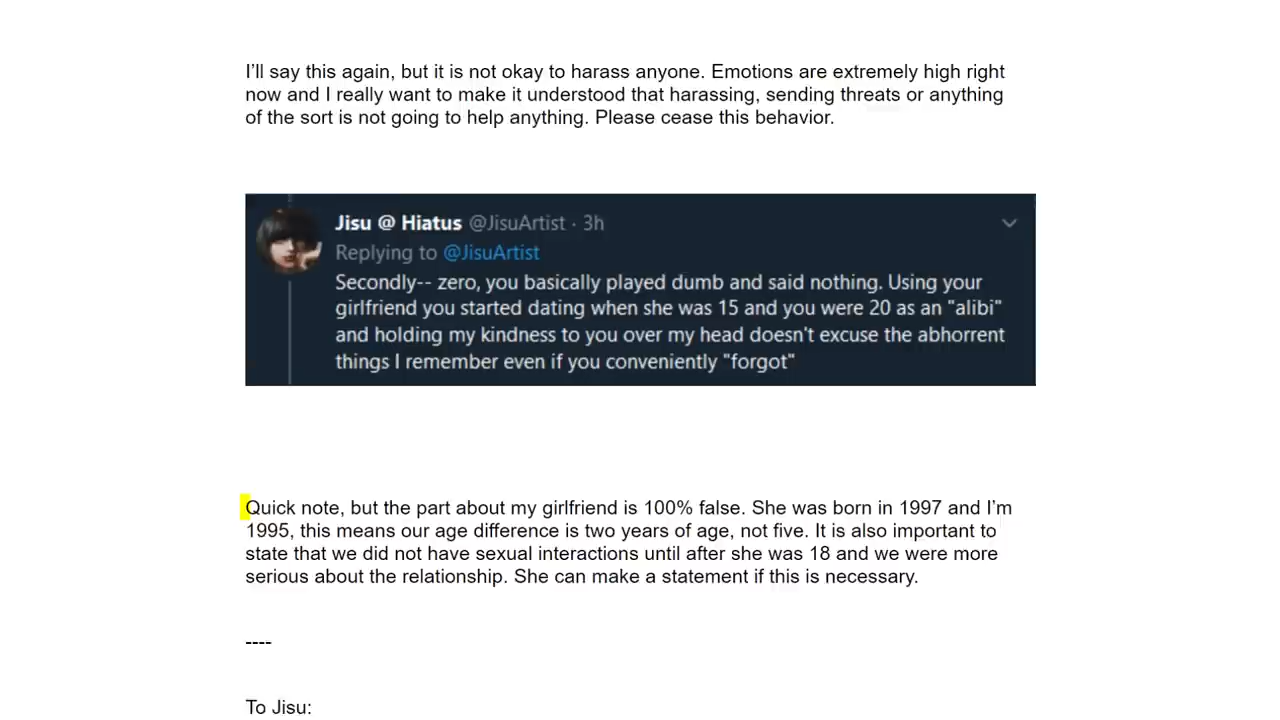 I’ll say this again, but it is not okay to harass anyone. Emotions are extremely high right
now and I really want to make it understood that harassing, sending threats or anything
of the sort is not going to help anything. Please cease this behavior.
Jisu @ Hiatus @JisuArtist · 3h
Replying to @JisuArtist
Secondly-- zero, you basically played dumb and said nothing. Using your
girlfriend you started dating when she was 15 and you were 20 as an "alibi"
and holding my kindness to you over my head doesn't excuse the abhorrent
things I remember even if you conveniently "forgot"
Quick note, but the part about my girlfriend is 100% false. She was born in 1997 and I’m
1995, this means our age difference is two years of age, not five. It is also important to
state that we did not have sexual interactions until after she was 18 and we were more
serious about the relationship. She can make a statement if this is necessary.
----
To Jisu: